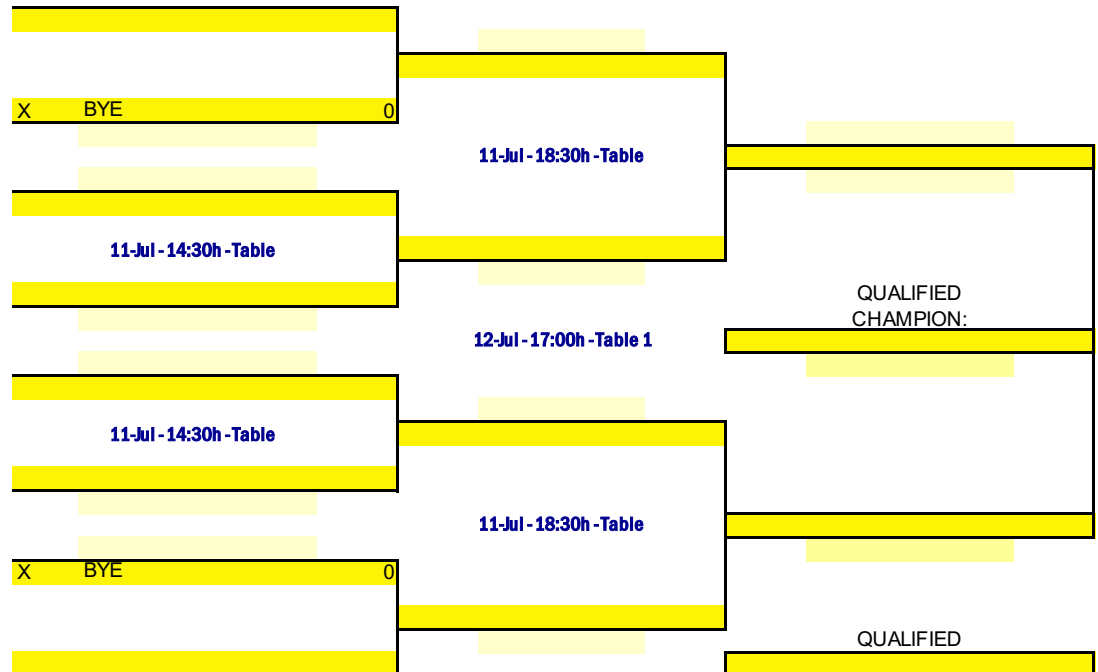 X BYE 0
11-Jul - 18:30h - Table
11-Jul - 14:30h - Table
QUALIFIED
CHAMPION:
12-Jul - 17:00h - Table 1
11-Jul - 14:30h - Table
11-Jul - 18:30h - Table
X BYE 0
QUALIFIED